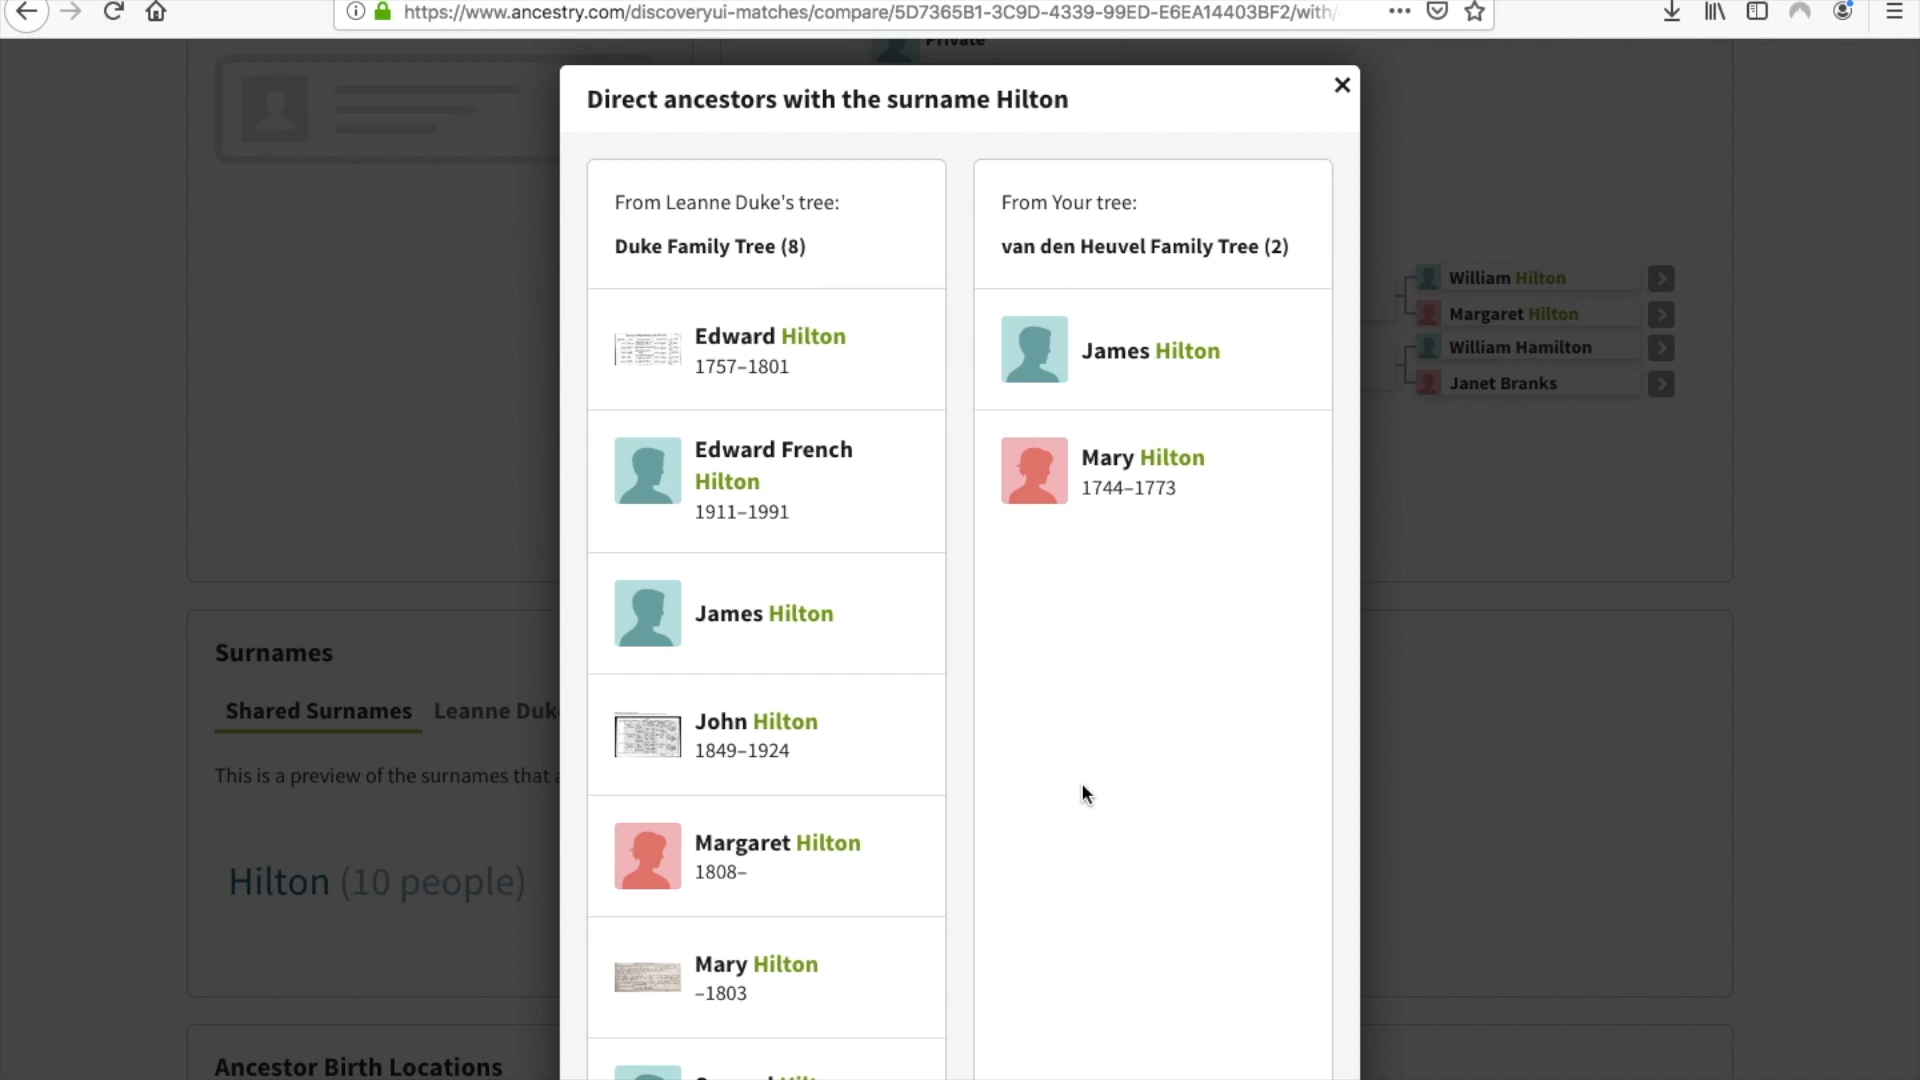 https://www.ancestry.com/discoveryui-matches/compare/5D7365B1-3C9D-4339-99ED-E6EA14403BF2/with/
Private
Direct ancestors with the surname Hilton
From Leanne Duke's tree:
Duke Family Tree (8)
Edward Hilton
1757–1801
Edward French
Hilton
1911–1991
James Hilton
John Hilton
1849–1924
Margaret Hilton
1808–
Mary Hilton
–1803
From Your tree:
van den Heuvel Family Tree (2)
James Hilton
Mary Hilton
1744–1773
William Hilton
Margaret Hilton
William Hamilton
Janet Branks
Surnames
Shared Surnames Leanne Duk
This is a preview of the surnames that
Hilton (10 people)
Ancestor Birth Locations